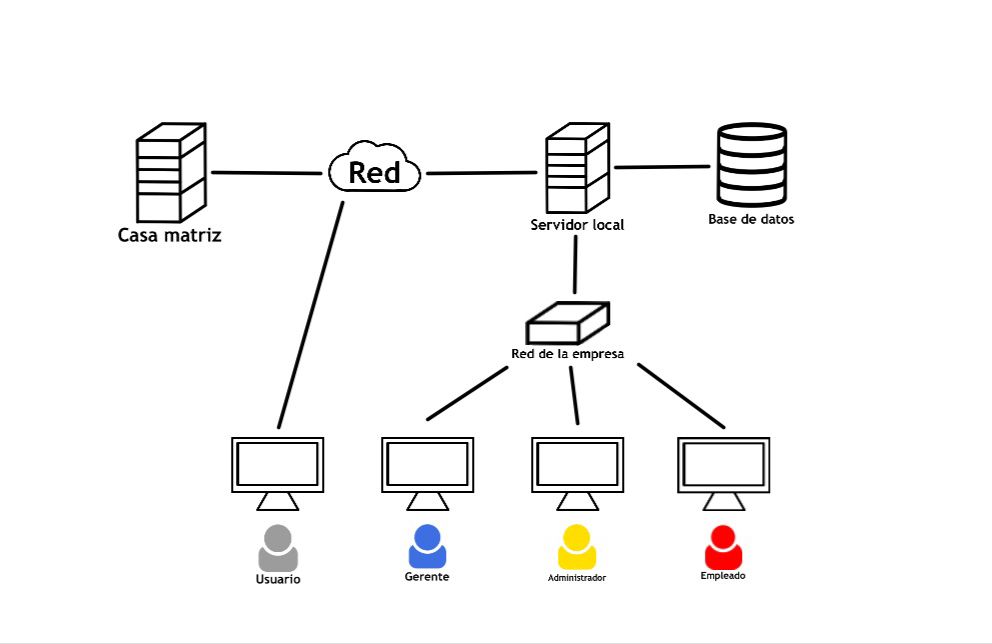 Red
Casa matriz
Servidor local
Base de datos
Red de la empresa
Usuario
Gerente
Administrador
Empleado